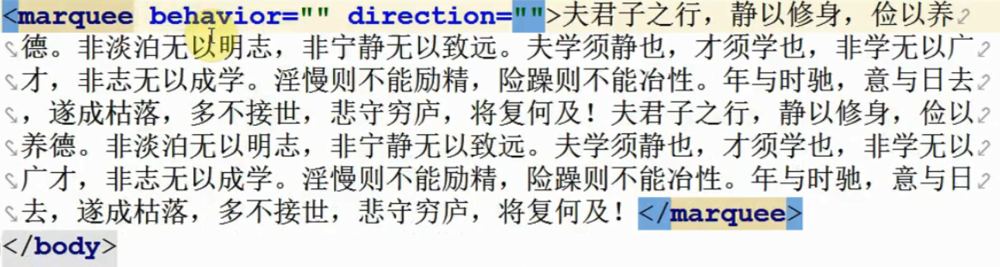 <marquee behavior="" direction="">夫君子之行，静以修身，俭以养
德。非淡泊无以明志，非宁静无以致远。夫学须静也，才须学也，非学无以广
才，非志无以成学。淫慢则不能励精，险躁则不能冶性。年与时驰，意与日去
，遂成枯落，多不接世，悲守穷庐，将复何及！夫君子之行，静以修身，俭以
养德。非淡泊无以明志，非宁静无以致远。夫学须静也，才须学也，非学无以
广才，非志无以成学。淫慢则不能励精，险躁则不能冶性。年与时驰，意与日
去，遂成枯落，多不接世，悲守穷庐，将复何及！</marquee>
</body>